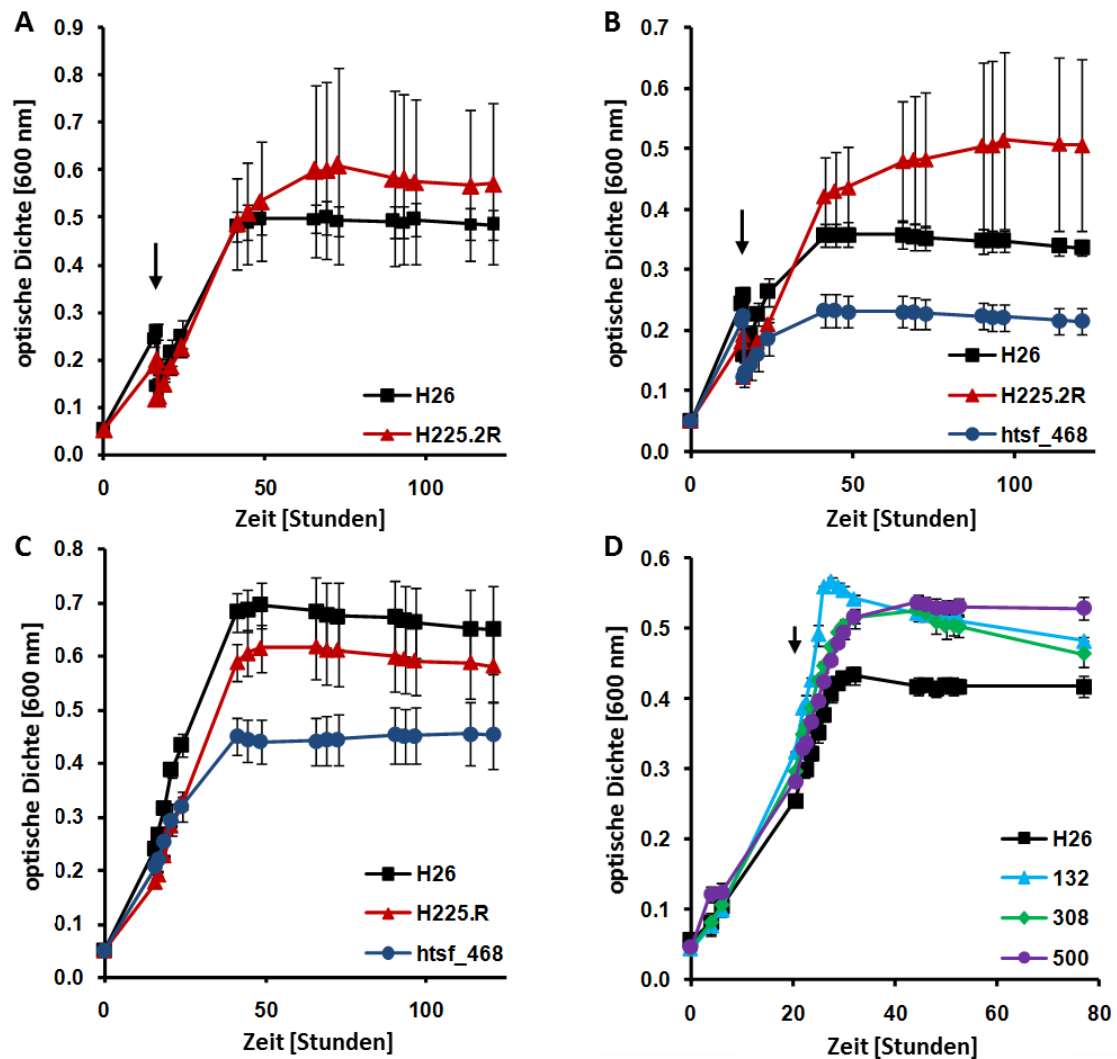 A
optische Dichte [600 nm]
0.9
0.8
0.7
0.6
0.5
0.4
0.3
0.2
0.1
0.0
H26
H225.2R
0
50
100
Zeit [Stunden]
B
optische Dichte [600 nm]
0.7
0.6
0.5
0.4
0.3
0.2
0.1
0.0
H26
H225.2R
htsf_468
0
50
100
Zeit [Stunden]
C
optische Dichte [600 nm]
0.8
0.7
0.6
0.5
0.4
0.3
0.2
0.1
0.0
H26
H225.R
htsf_468
0
50
100
Zeit [Stunden]
D
optische Dichte [600 nm]
0.6
0.5
0.4
0.3
0.2
0.1
0.0
H26
132
308
500
0
20
40
60
80
Zeit [Stunden]